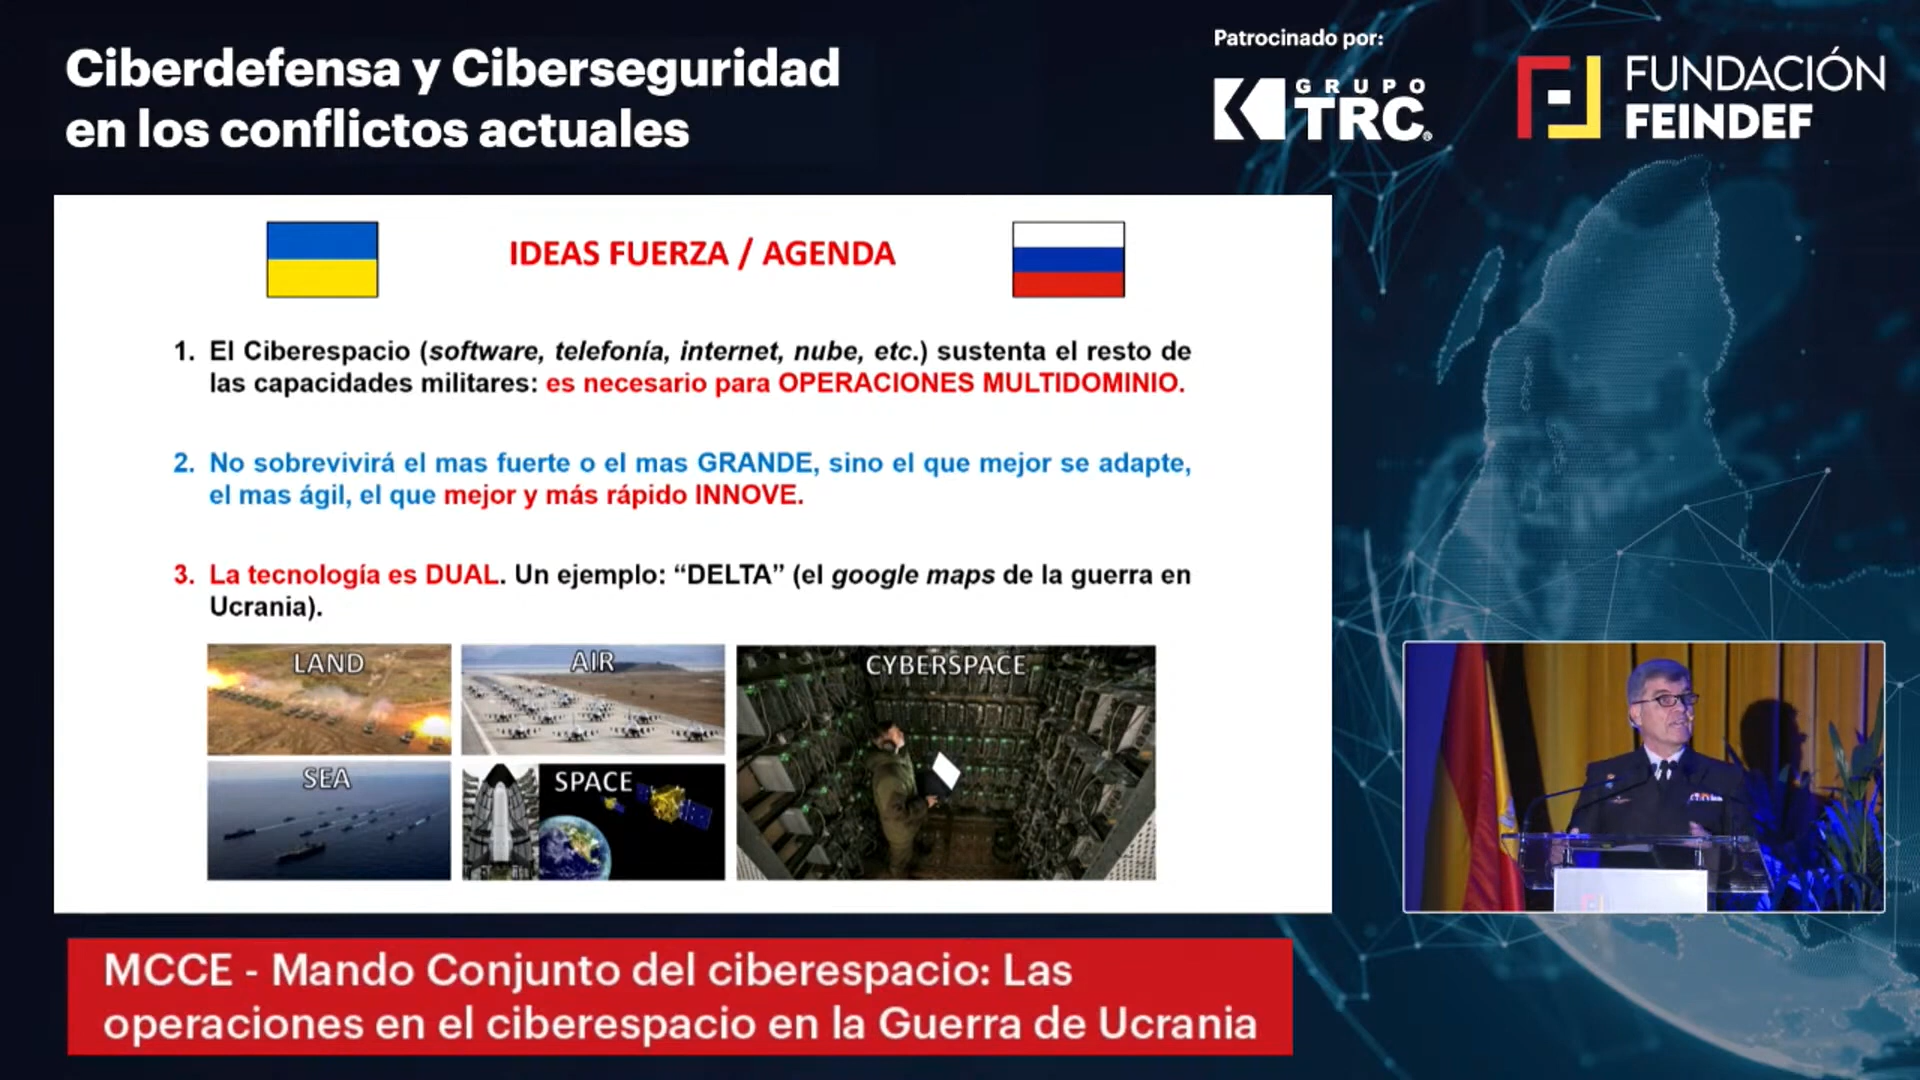 Ciberdefensa y Ciberseguridad
en los conflictos actuales
Patrocinado por:
GRUPO
TRC®
FUNDACIÓN
FEINDEF
IDEAS FUERZA / AGENDA
1. El Ciberespacio (software, telefonía, internet, nube, etc.) sustenta el resto de
las capacidades militares: es necesario para OPERACIONES MULTIDOMINIO.
2. No sobrevivirá el mas fuerte o el mas GRANDE, sino el que mejor se adapte,
el mas ágil, el que mejor y más rápido INNOVE.
3. La tecnología es DUAL. Un ejemplo: “DELTA” (el google maps de la guerra en
Ucrania).
LAND
AIR
CYBERSPACE
SEA
SPACE
MCCE - Mando Conjunto del ciberespacio: Las
operaciones en el ciberespacio en la Guerra de Ucrania